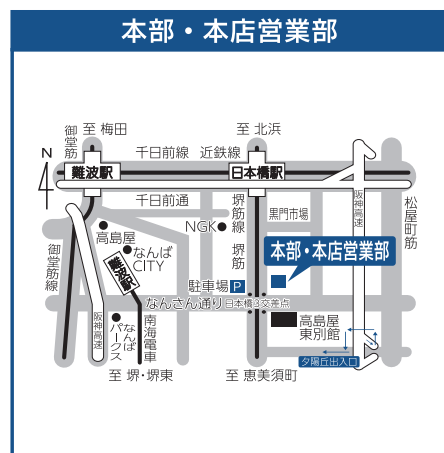 本部・本店営業部
御堂筋
至 梅田
至 北浜
N
千日前線 近鉄線
難波駅
日本橋駅
千日前通
堺筋線
黒門市場
阪神高速
松屋町筋
NGK
高島屋
なんば
CITY
堺筋
本部・本店営業部
御堂筋線
難波駅
駐車場 P
なんさん通り
日本橋3交差点
阪神高速
なんば
パークス
南海電車
高島屋
東別館
夕陽丘出入口
至 堺・堺東
至 恵美須町